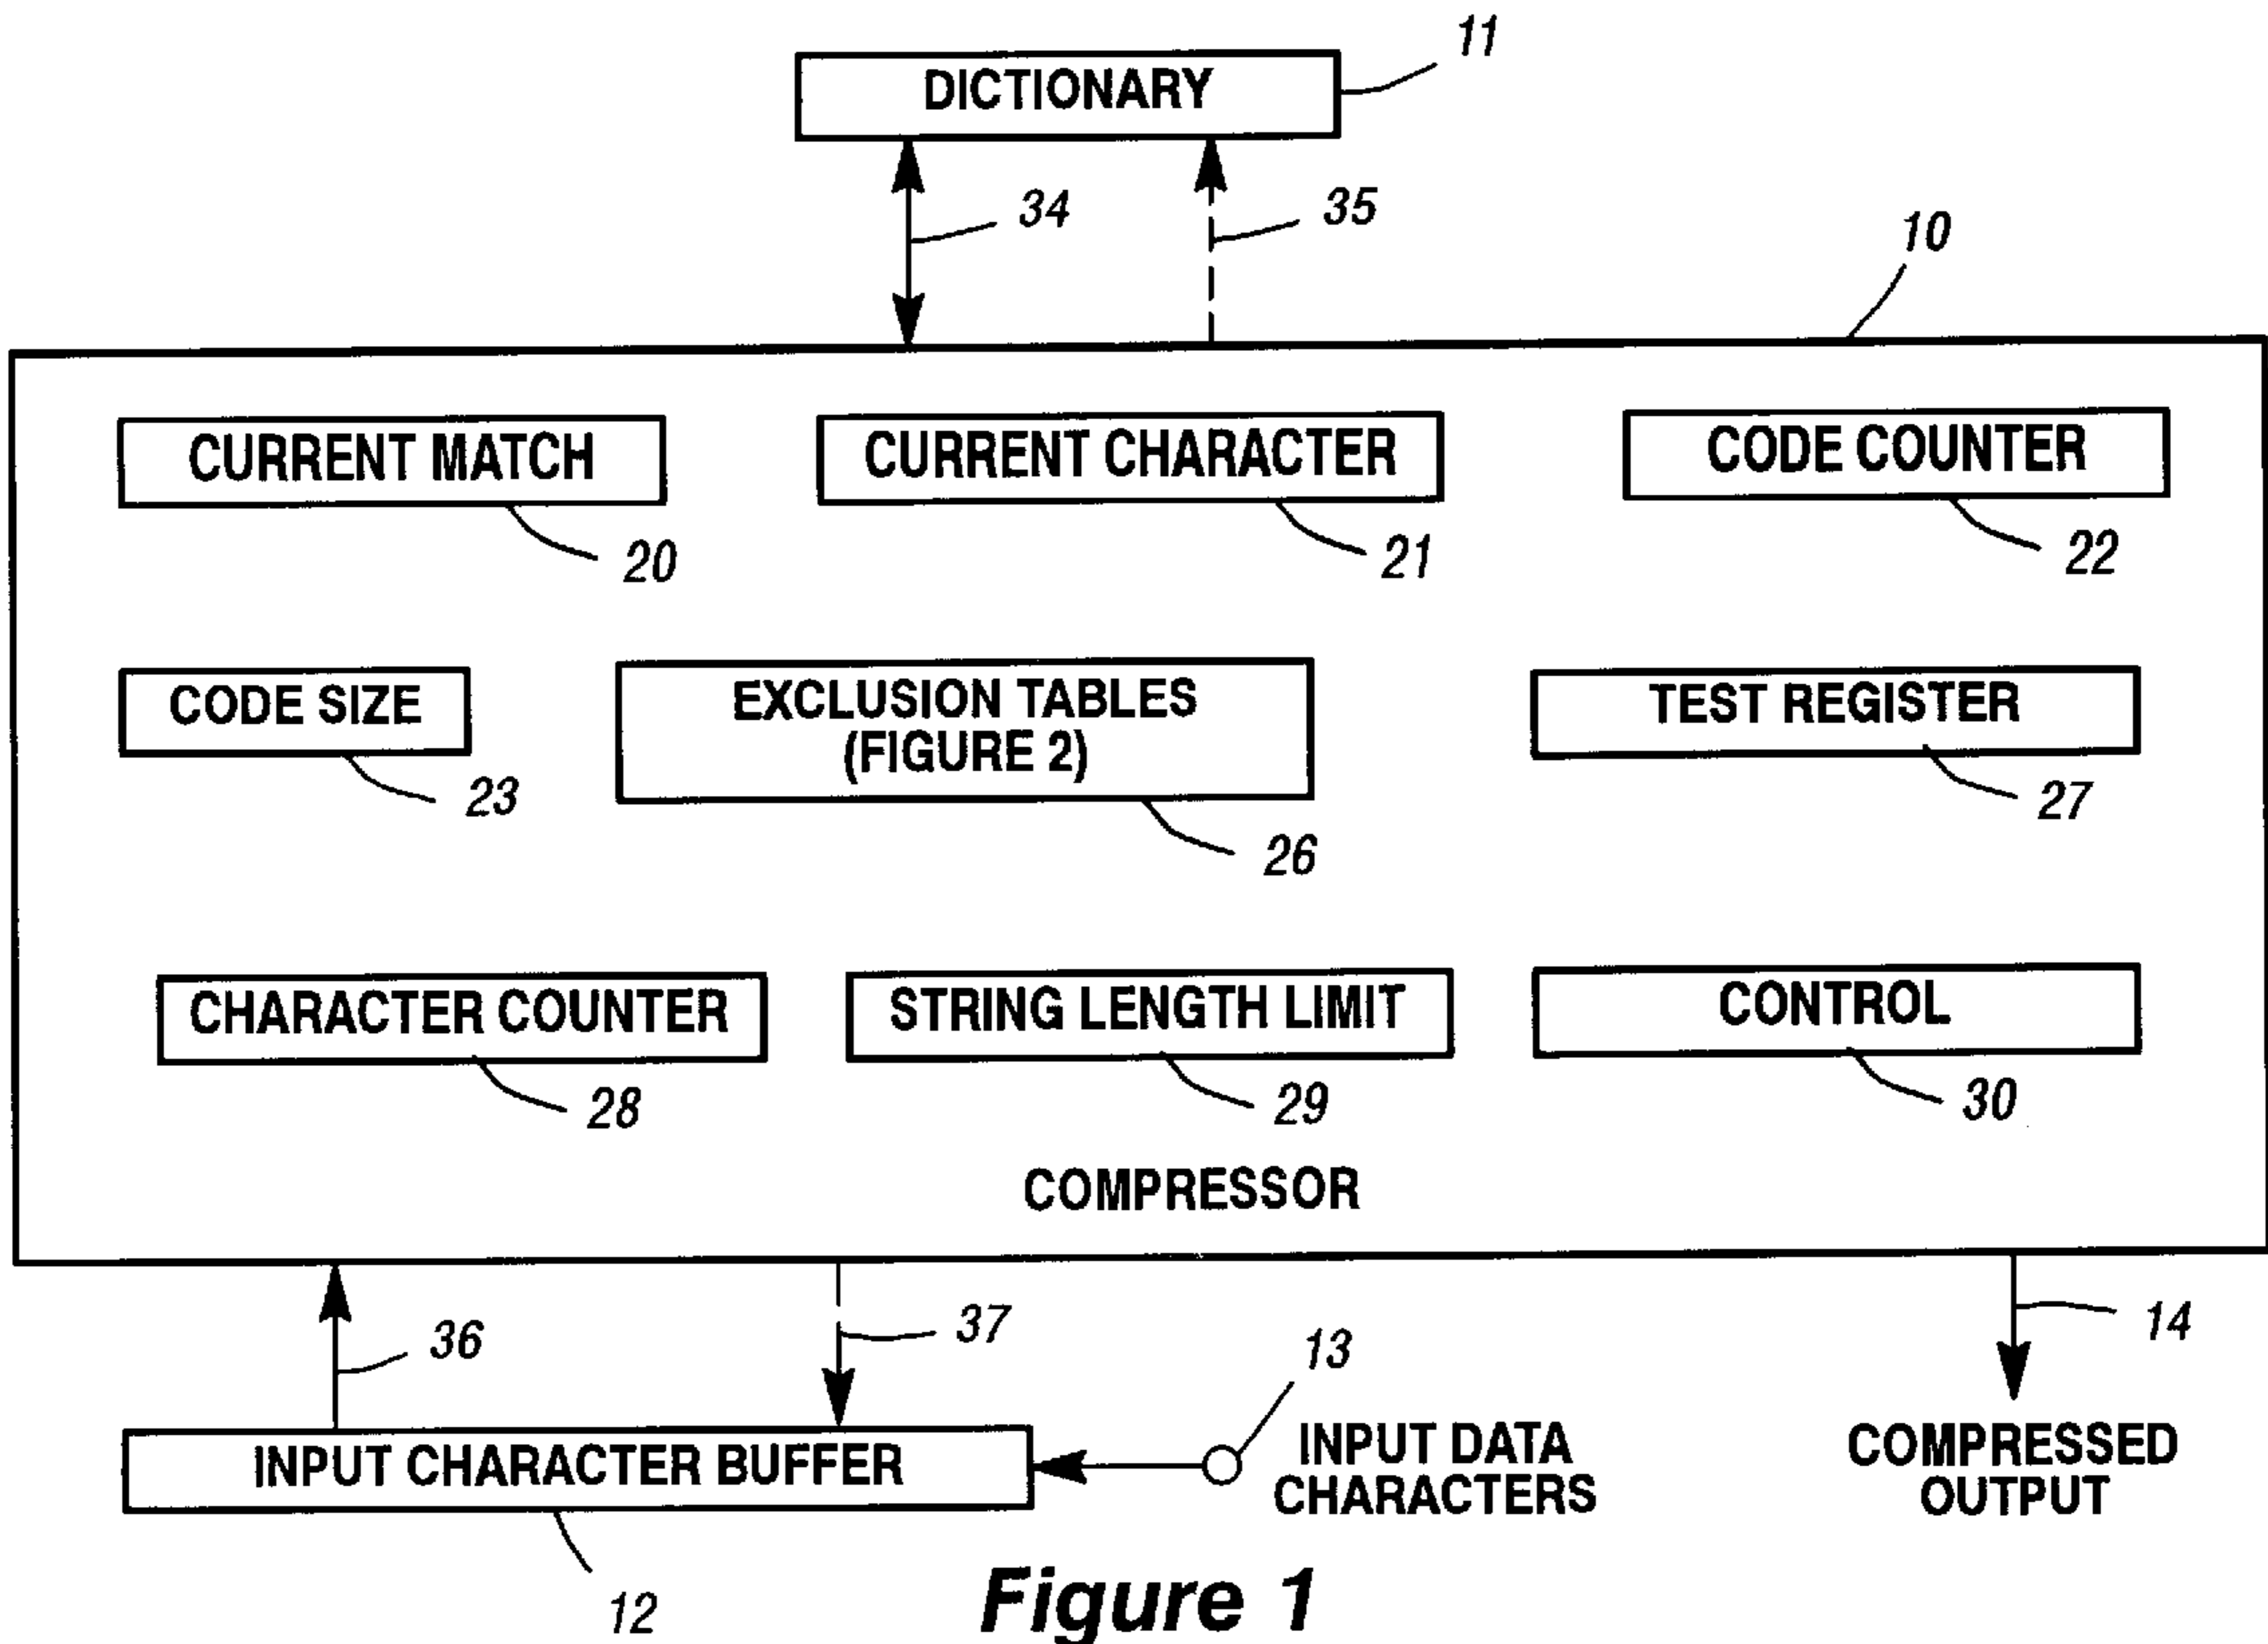 11
DICTIONARY
34
35
10
CURRENT MATCH
CURRENT CHARACTER
CODE COUNTER
20
21
22
CODE SIZE
EXCLUSION TABLES
(FIGURE 2)
TEST REGISTER
23
26
27
CHARACTER COUNTER
STRING LENGTH LIMIT
CONTROL
28
29
30
COMPRESSOR
36
37
13
14
INPUT CHARACTER BUFFER
INPUT DATA
CHARACTERS
COMPRESSED
OUTPUT
12
Figure 1